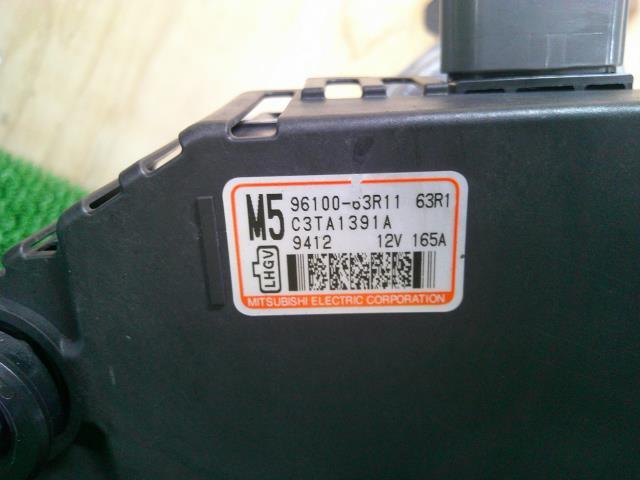 M5 96100-63R11 63R1
C3TA1391A
9412 12V 165A
LHGV
MITSUBISHI ELECTRIC CORPORATION